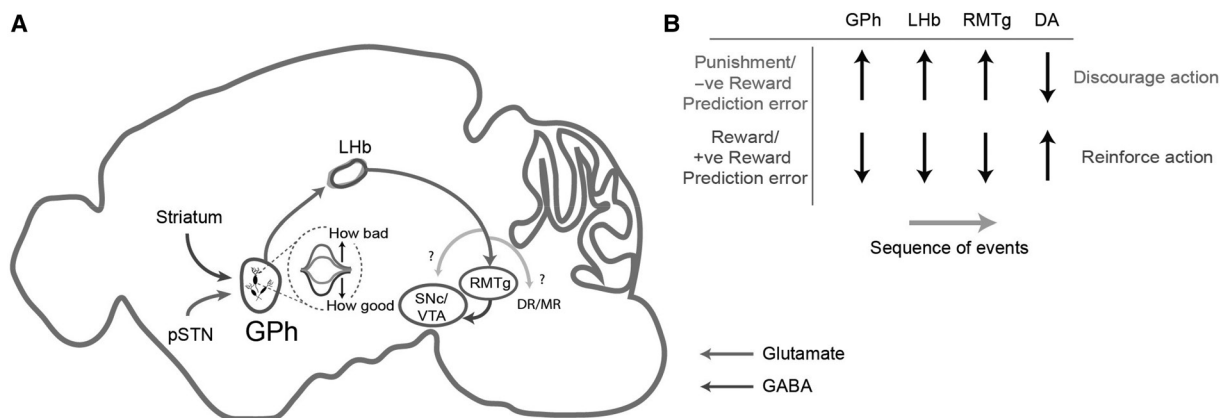 A
LHb
Striatum
How bad
?
?
RMTg
SNc/
VTA
DR/MR
How good
pSTN
GPh
B
GPh LHb RMTg DA
Punishment/
–ve Reward
Prediction error
Discourage action
Reward/
+ve Reward
Prediction error
Reinforce action
Sequence of events
Glutamate
GABA